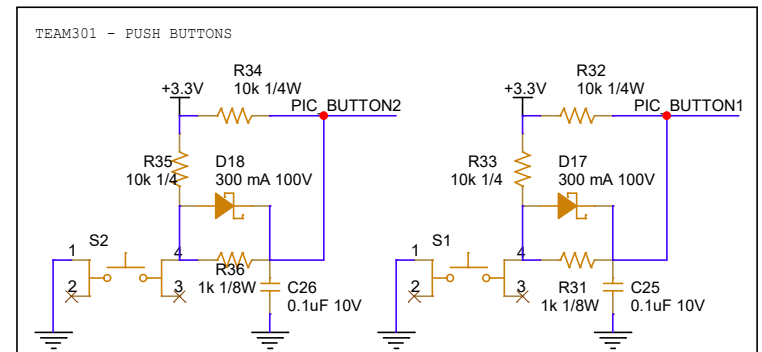 TEAM301 - PUSH BUTTONS
R34
10k 1/4W
+3.3V
PIC_BUTTON2
R35
10k 1/4
D18
300 mA 100V
1
S2
4
2
3
R36
1k 1/8W
C26
0.1uF 10V
R32
10k 1/4W
+3.3V
PIC_BUTTON1
R33
10k 1/4
D17
300 mA 100V
1
S1
4
2
3
R31
1k 1/8W
C25
0.1uF 10V